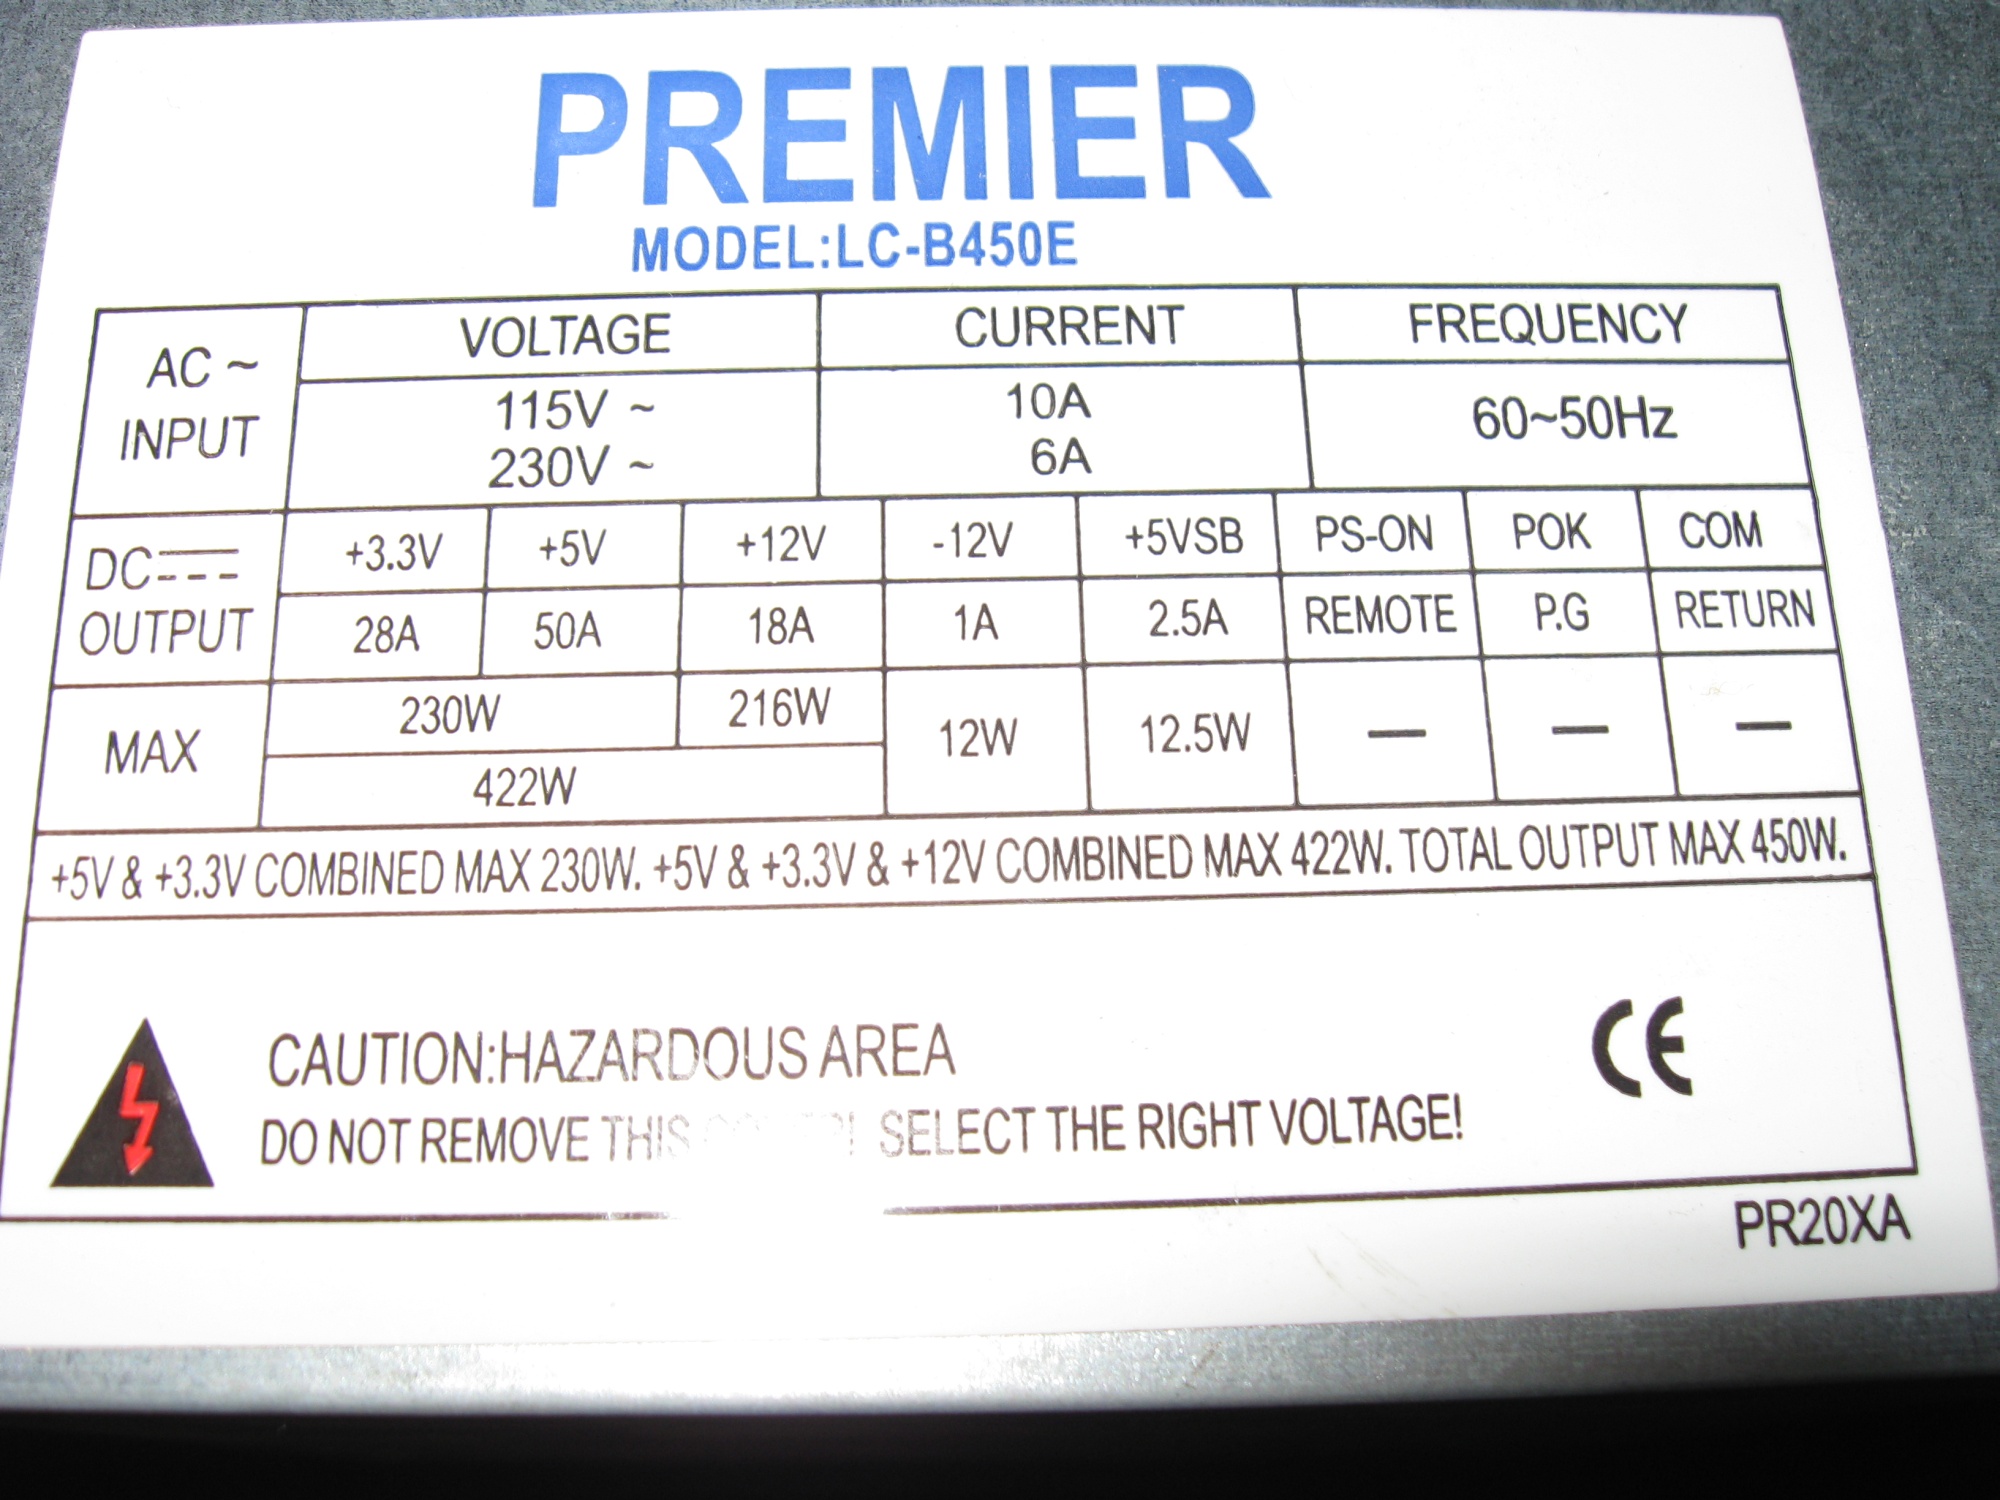 PREMIER
MODEL:LC-B450E
AC ~ INPUT VOLTAGE CURRENT FREQUENCY
115V ~ 10A 60~50Hz
230V ~ 6A
DC OUTPUT +3.3V +5V +12V -12V +5VSB PS-ON POK COM
28A 50A 18A 1A 2.5A REMOTE P.G RETURN
MAX 230W 216W 12W 12.5W — — —
422W
+5V & +3.3V COMBINED MAX 230W. +5V & +3.3V & +12V COMBINED MAX 422W. TOTAL OUTPUT MAX 450W.
CAUTION:HAZARDOUS AREA
DO NOT REMOVE THIS SELECT THE RIGHT VOLTAGE!
CE
PR20XA